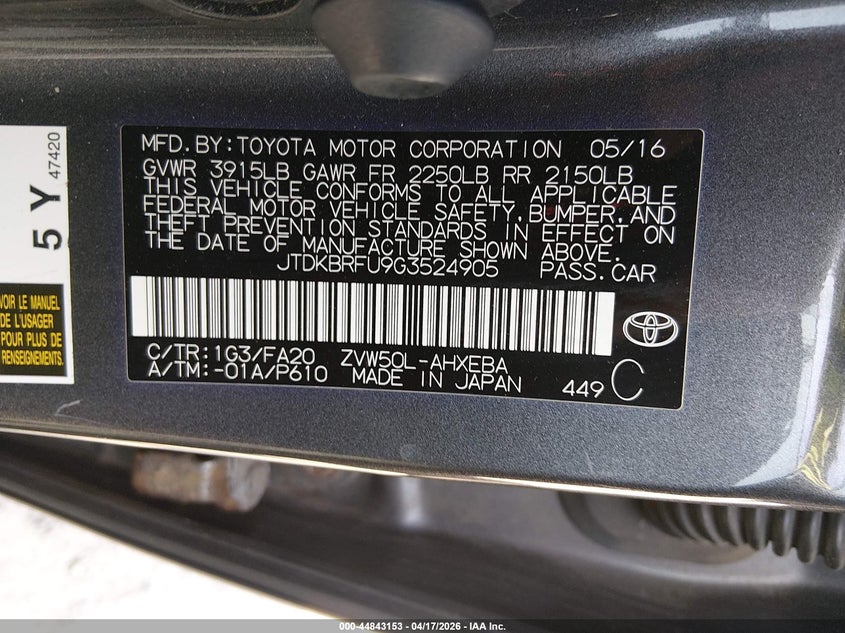 MFD.BY:TOYOTA MOTOR CORPORATION 05/16
GVWR 3915LB GAWR FR 2250LB RR 2150LB
THIS VEHICLE CONFORMS TO ALL APPLICABLE
FEDERAL MOTOR VEHICLE SAFETY,BUMPER,AND
THEFT PREVENTION STANDARDS IN EFFECT ON
THE DATE OF MANUFACTURE SHOWN ABOVE.
JTDKBRFU9G3524905 PASS.CAR
C/TR:1G3/FA20 ZVW50L-AHXEBA
A/TM:-01A/P610 MADE IN JAPAN 449 C
5 Y 47420
VOIR LE MANUEL
DE L'USAGER
POUR PLUS DE
RENSEIGNEMENTS.
000-44843153 - 04/17/2026 - IAA Inc.